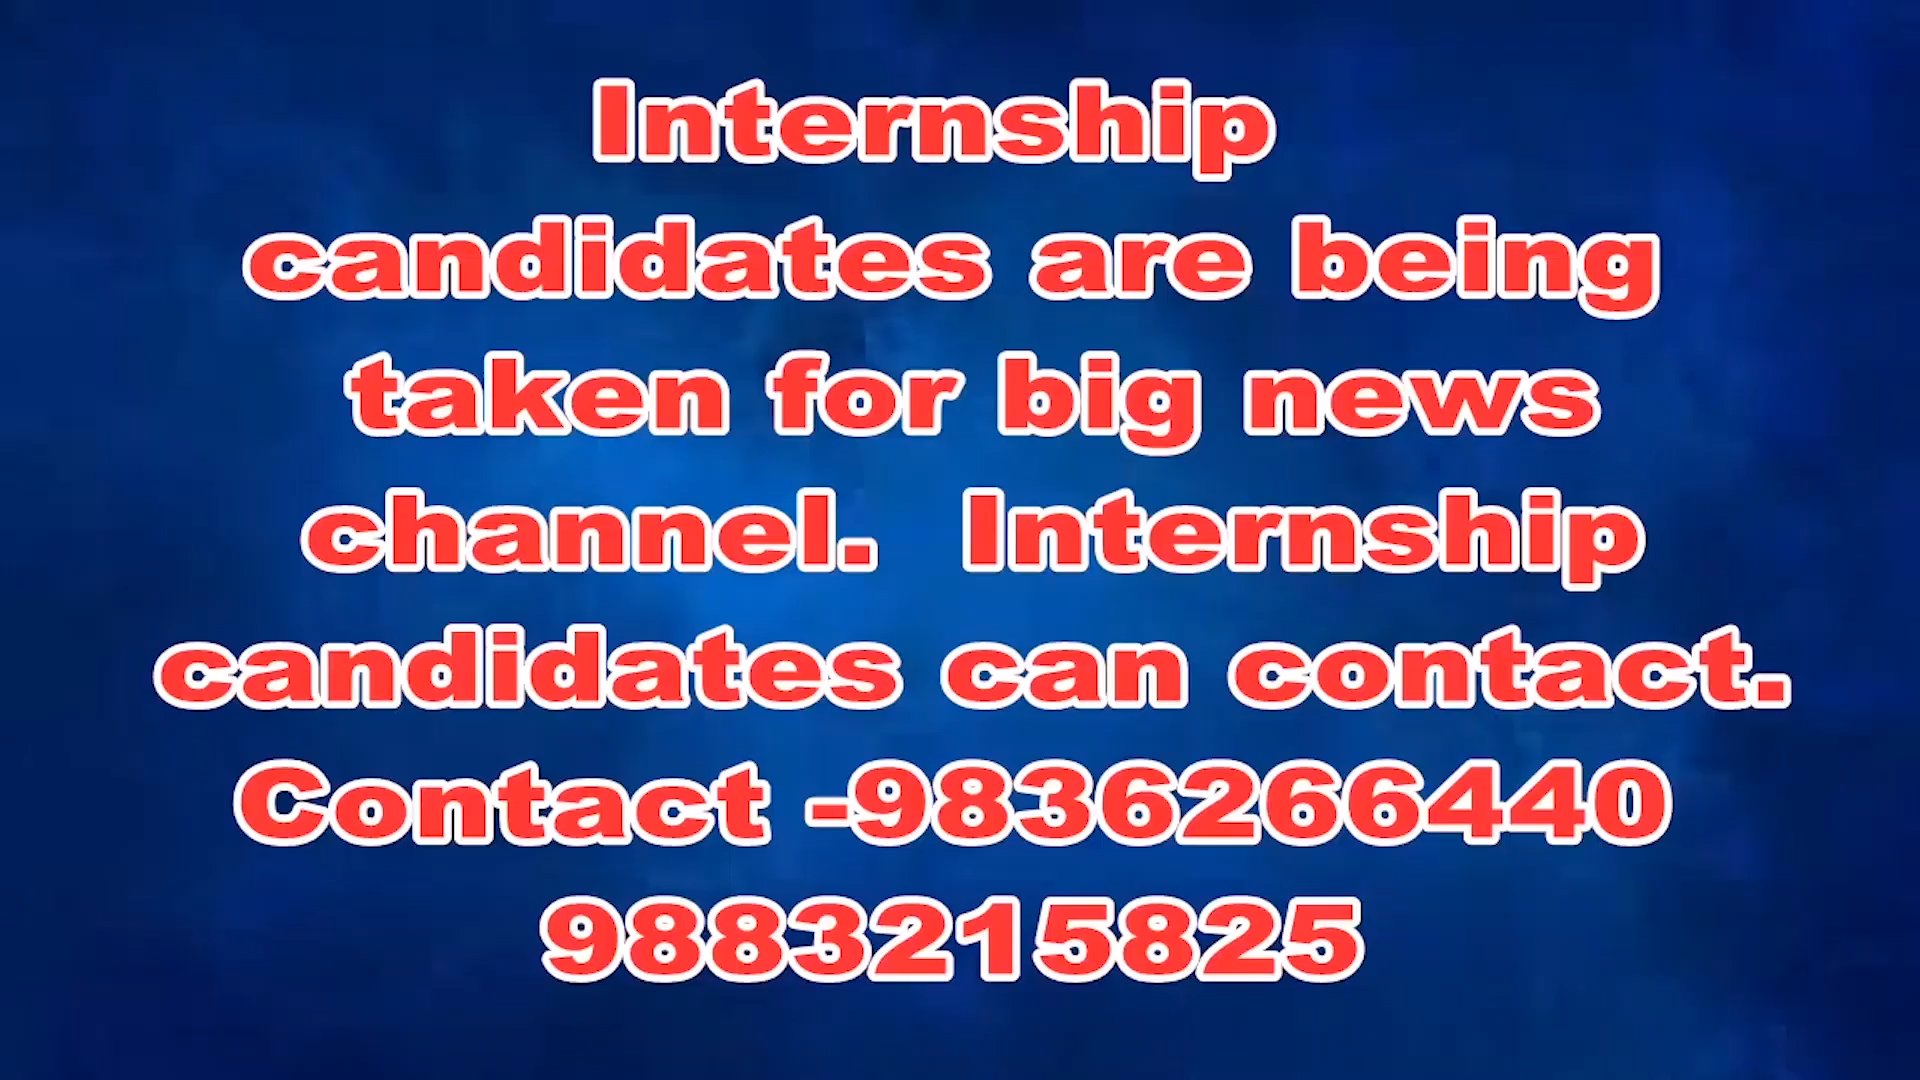 Internship
candidates are being
taken for big news
channel.  Internship
candidates can contact.
Contact -9836266440
9883215825